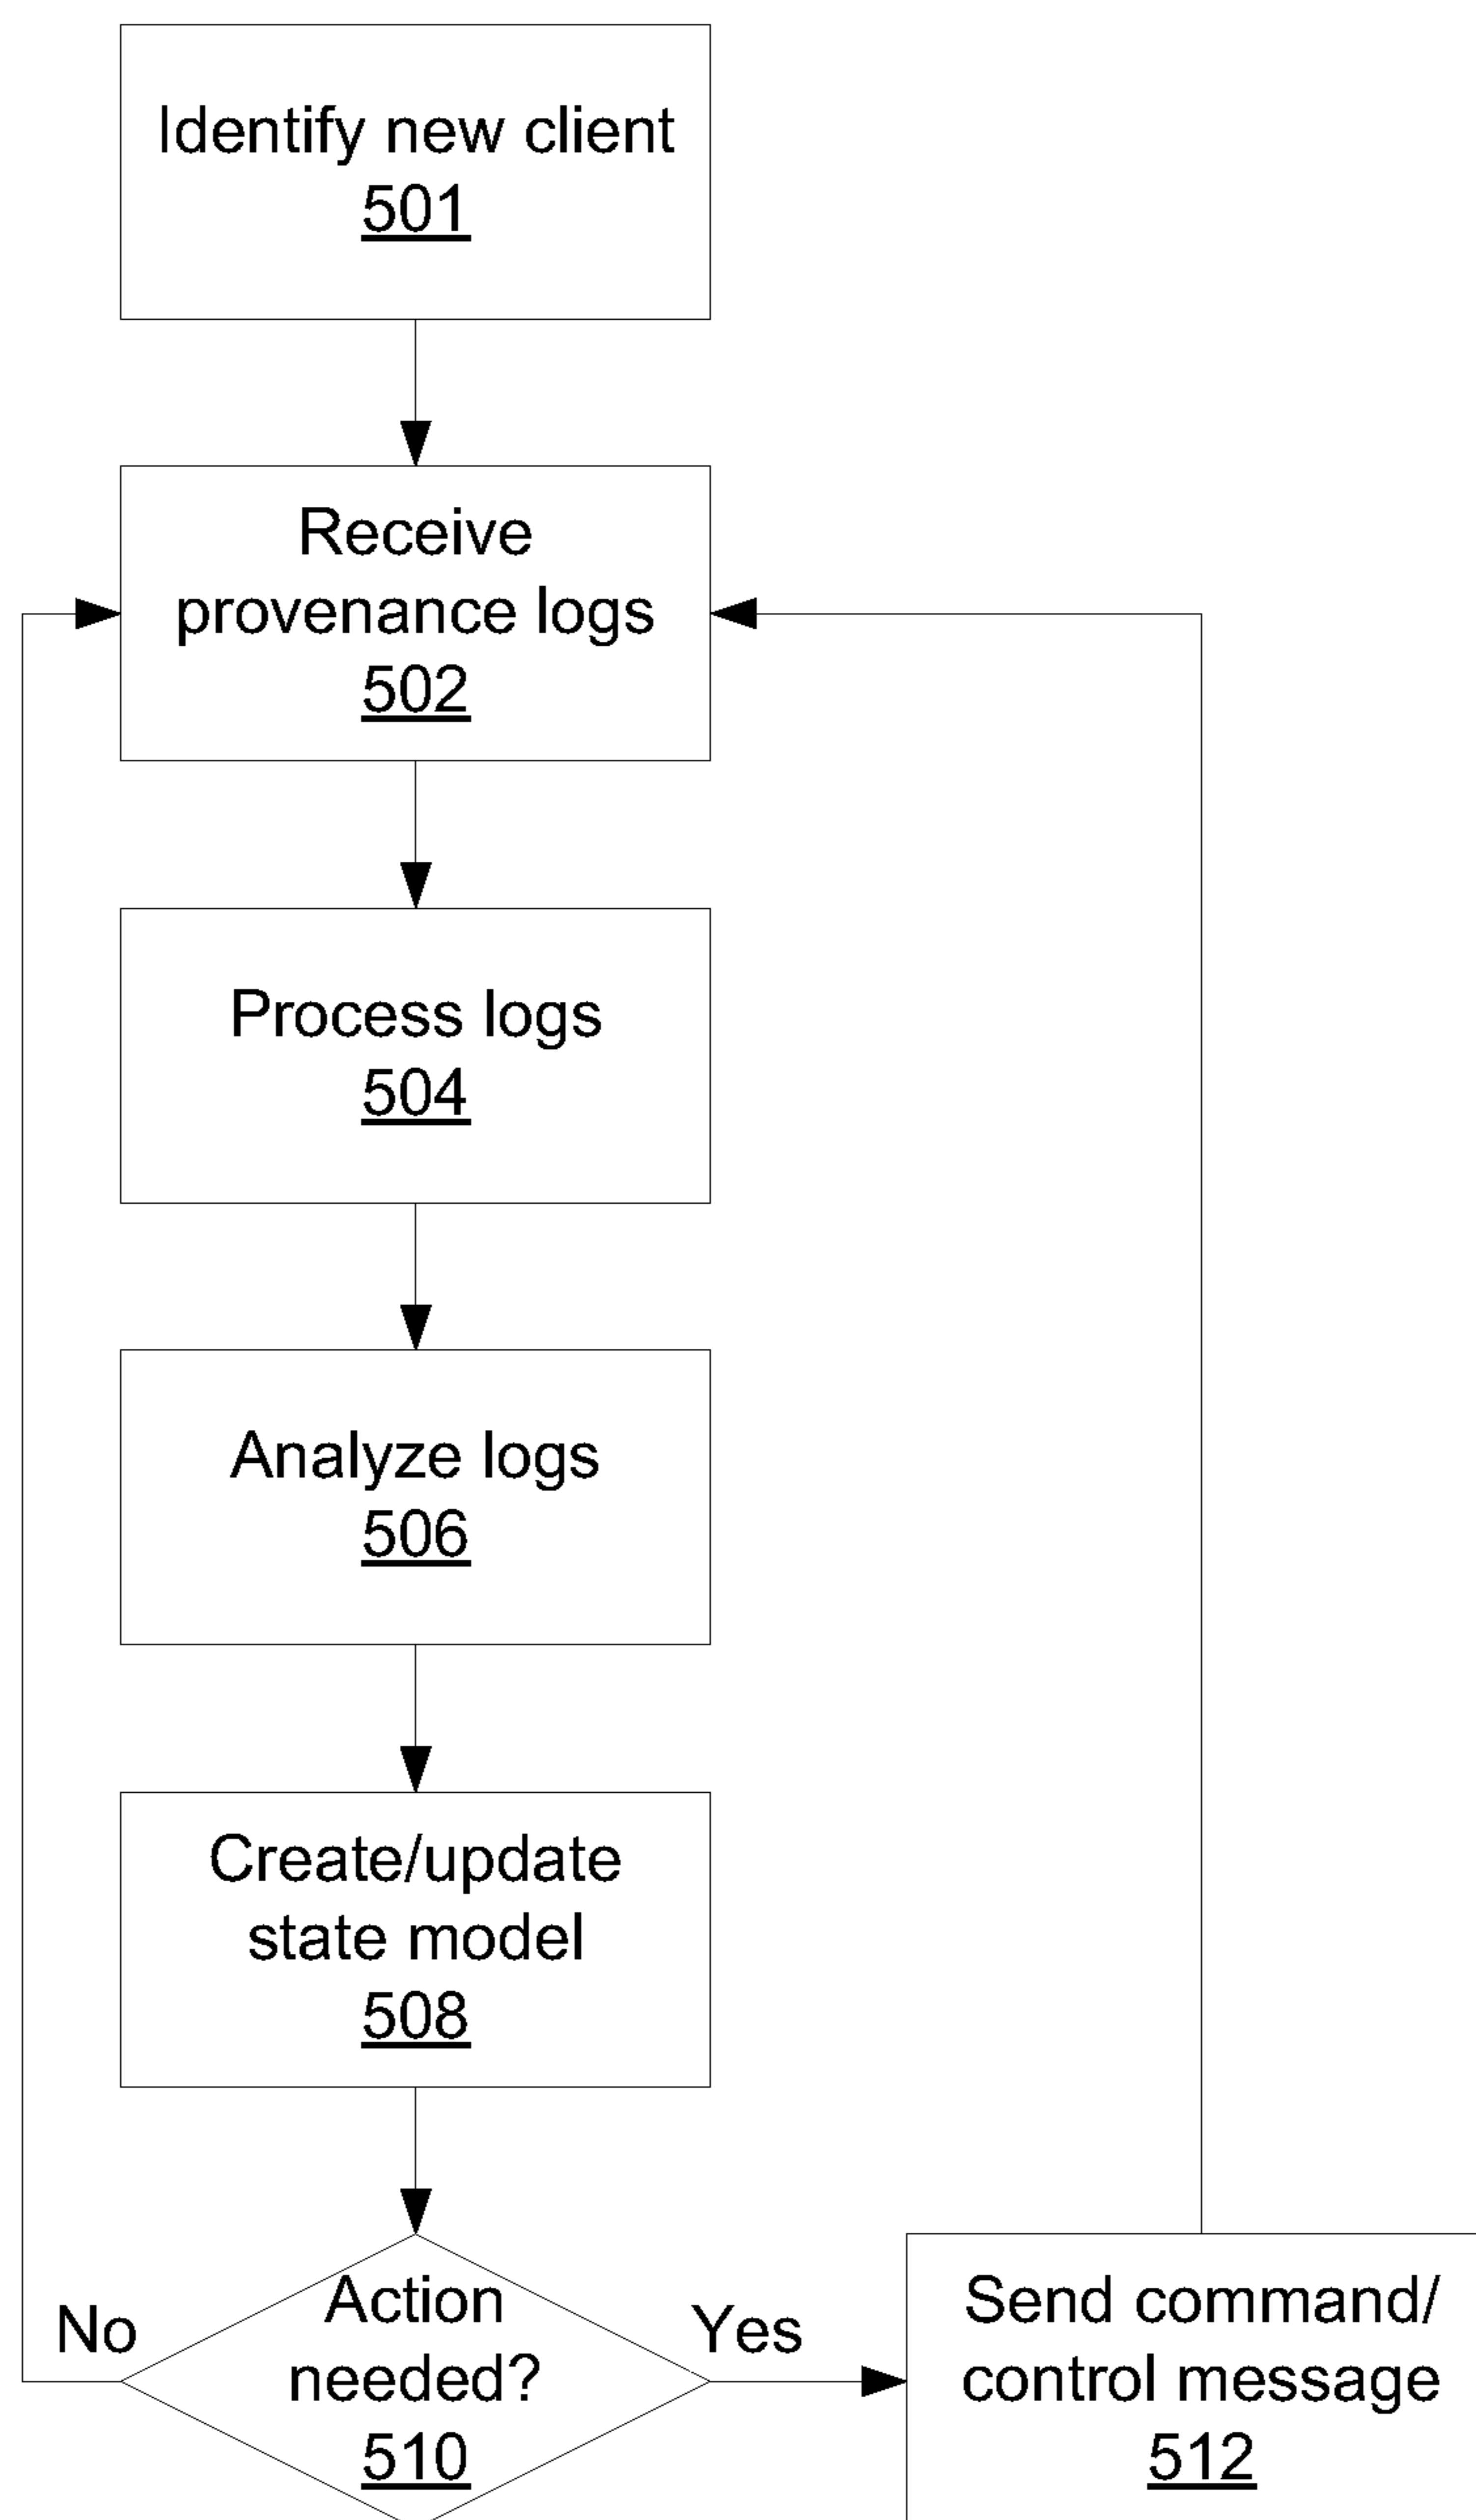 Identify new client
501
Receive
provenance logs
502
Process logs
504
Analyze logs
506
Create/update
state model
508
Action
needed?
510
No
Yes
Send command/
control message
512